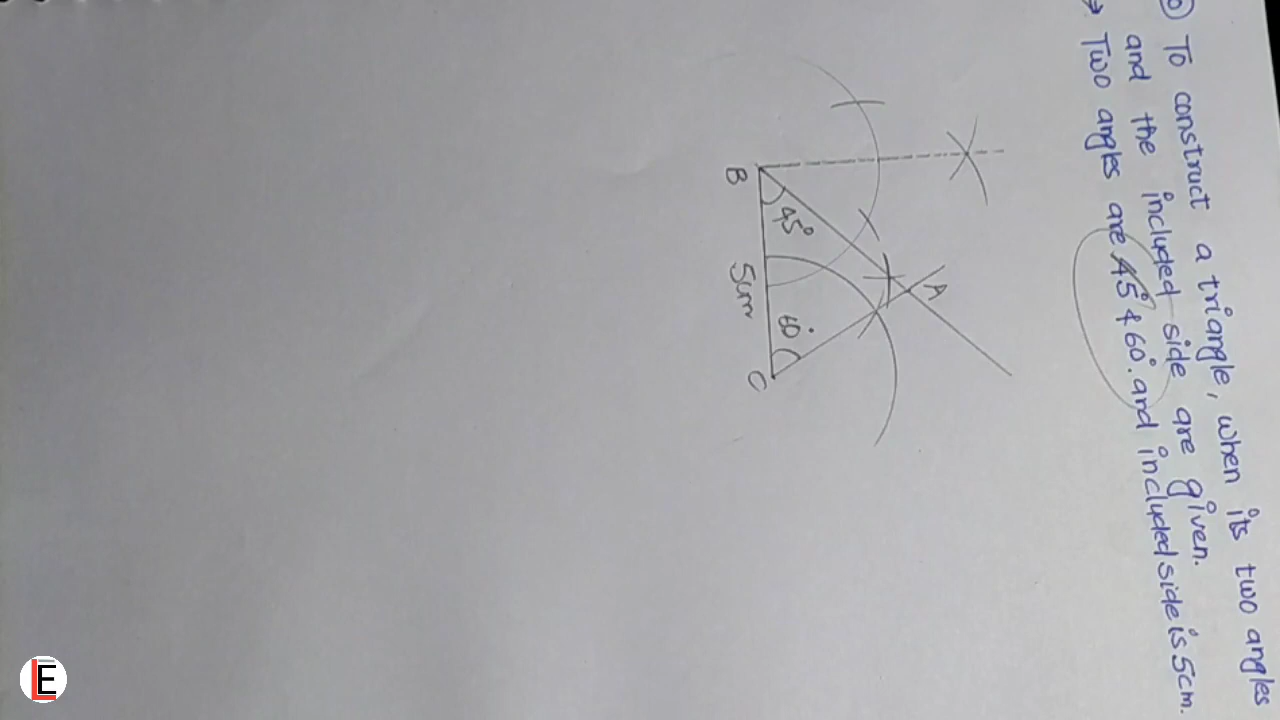 To construct a triangle, when its two angles
and the included side are given.
→ Two angles are 45° & 60°. and included side is 5cm.
A
B
45°
5cm
60°
C
LE